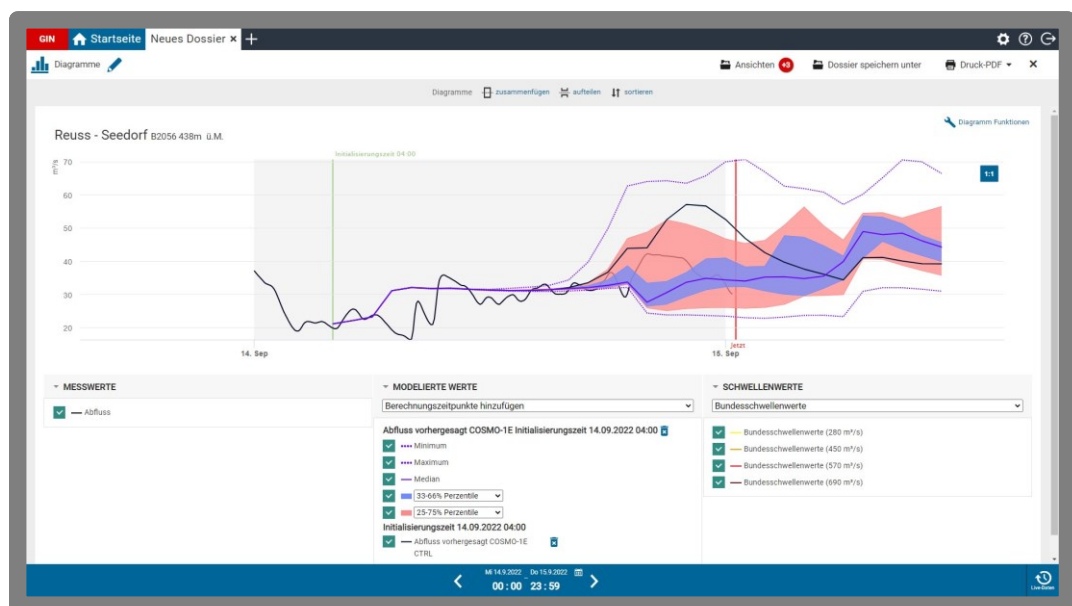 GIN Startseite Neues Dossier × +
Diagramme Ansichten +3 Dossier speichern unter Druck-PDF ×
Diagramme zusammenfügen aufteilen sortieren
Diagramm Funktionen
Reuss - Seedorf B2056 438m ü.M.
Initialisierungszeit 04:00
m³/s
70
1:1
60
50
40
30
20
Jetzt
14. Sep 15. Sep
MESSWERTE
Abfluss
MODELIERTE WERTE
Berechnungszeitpunkte hinzufügen
Abfluss vorhergesagt COSMO-1E Initialisierungszeit 14.09.2022 04:00
Minimum
Maximum
Median
33-66% Perzentile
25-75% Perzentile
Initialisierungszeit 14.09.2022 04:00
Abfluss vorhergesagt COSMO-1E
CTRL
SCHWELLENWERTE
Bundesschwellenwerte
Bundesschwellenwerte (280 m³/s)
Bundesschwellenwerte (450 m³/s)
Bundesschwellenwerte (570 m³/s)
Bundesschwellenwerte (690 m³/s)
Mi 14.9.2022 Do 15.9.2022
00:00 - 23:59
Live-Daten